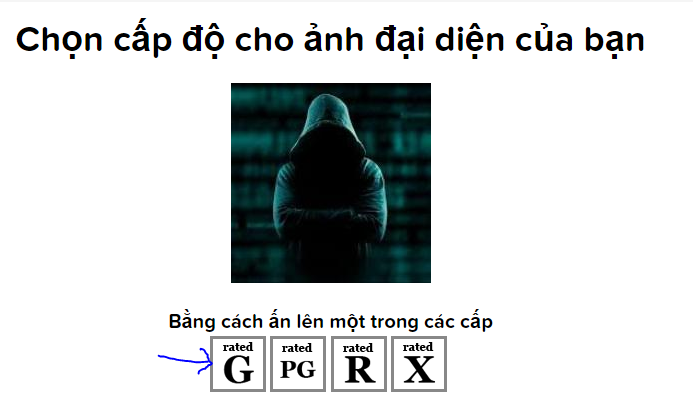 Chọn cấp độ cho ảnh đại diện của bạn
Bằng cách ấn lên một trong các cấp
rated rated rated rated
G PG R X